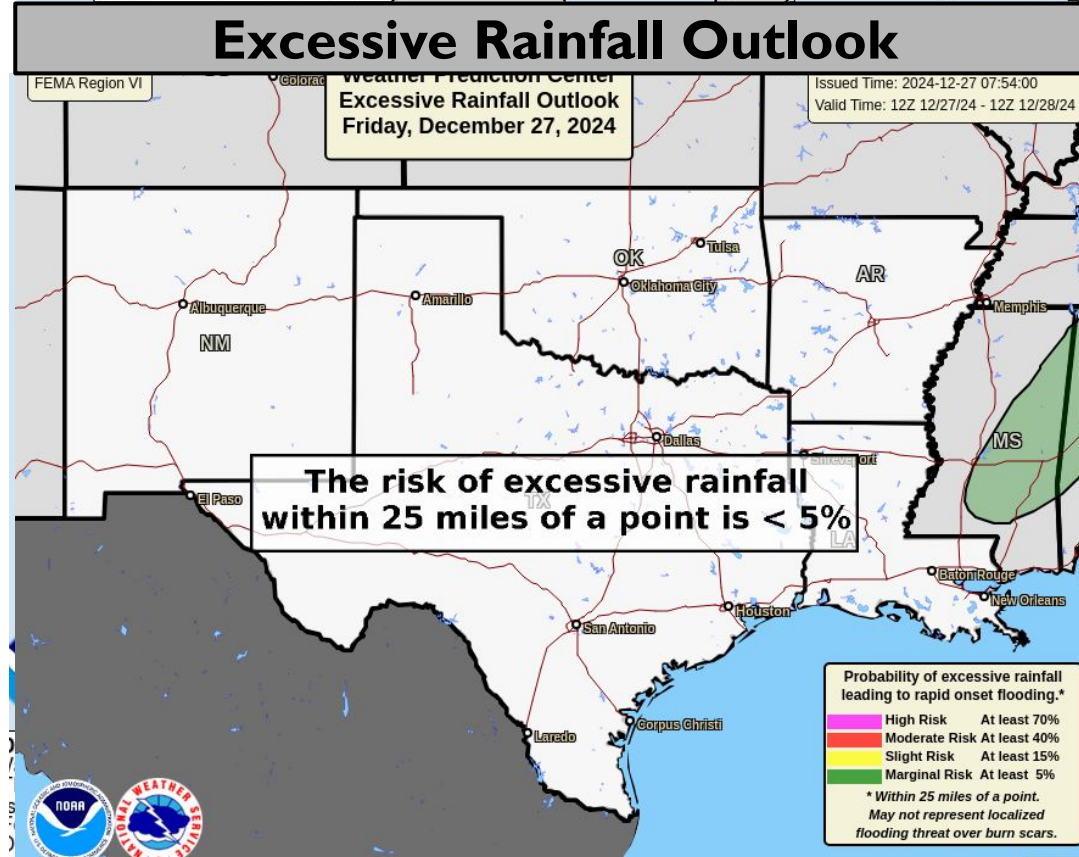 Excessive Rainfall Outlook
FEMA Region VI
Weather Prediction Center
Excessive Rainfall Outlook
Friday, December 27, 2024
Issued Time: 2024-12-27 07:54:00
Valid Time: 12Z 12/27/24 - 12Z 12/28/24
Tulsa
OK
AR
Oklahoma City
Amarillo
Albuquerque
Memphis
NM
Dallas
MS
Shreveport
The risk of excessive rainfall
within 25 miles of a point is < 5%
El Paso
TX
LA
Baton Rouge
New Orleans
Houston
San Antonio
Corpus Christi
Laredo
Probability of excessive rainfall
leading to rapid onset flooding.*
High Risk At least 70%
Moderate Risk At least 40%
Slight Risk At least 15%
Marginal Risk At least 5%
* Within 25 miles of a point.
May not represent localized
flooding threat over burn scars.
NOAA
NATIONAL WEATHER SERVICE